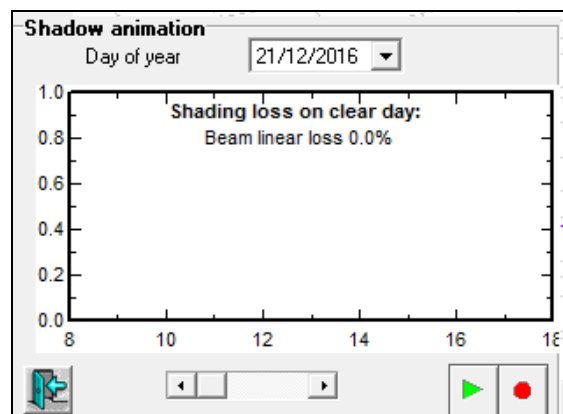 Shadow animation
Day of year 21/12/2016
1.0
Shading loss on clear day:
0.8
Beam linear loss 0.0%
0.6
0.4
0.2
0.0
8 10 12 14 16 18